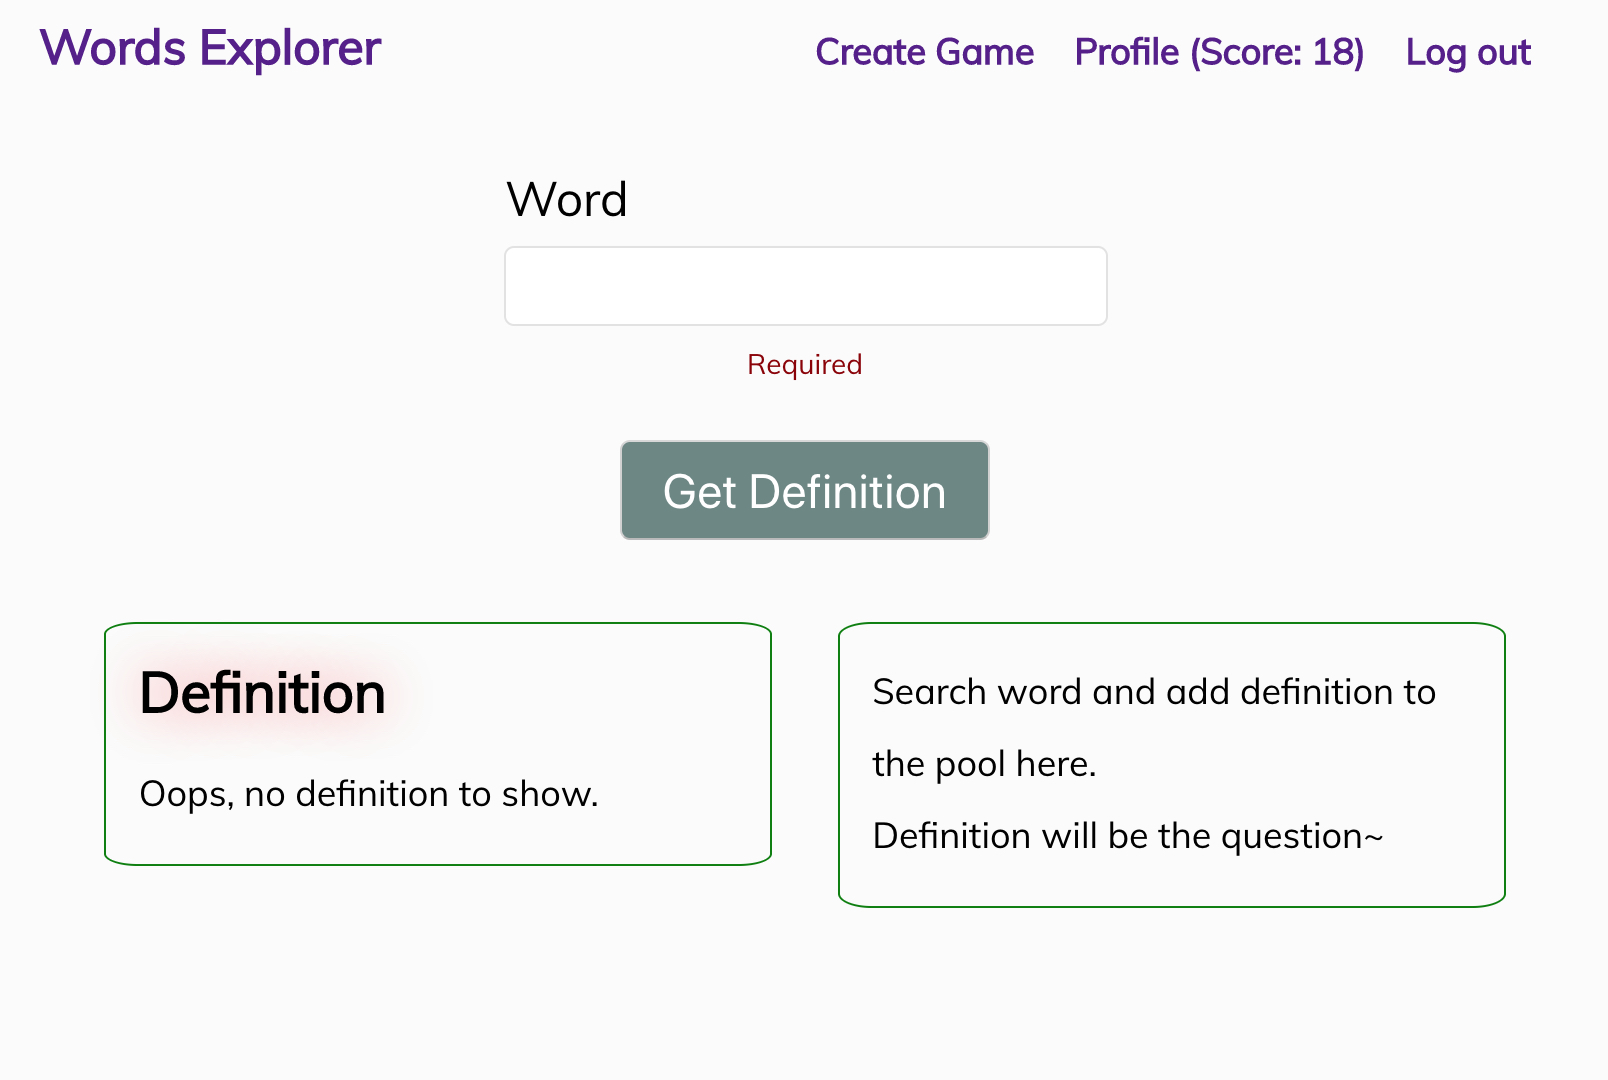 Words Explorer
Create Game
Profile (Score: 18)
Log out
Word
Required
Get Definition
Definition
Oops, no definition to show.
Search word and add definition to
the pool here.
Definition will be the question~